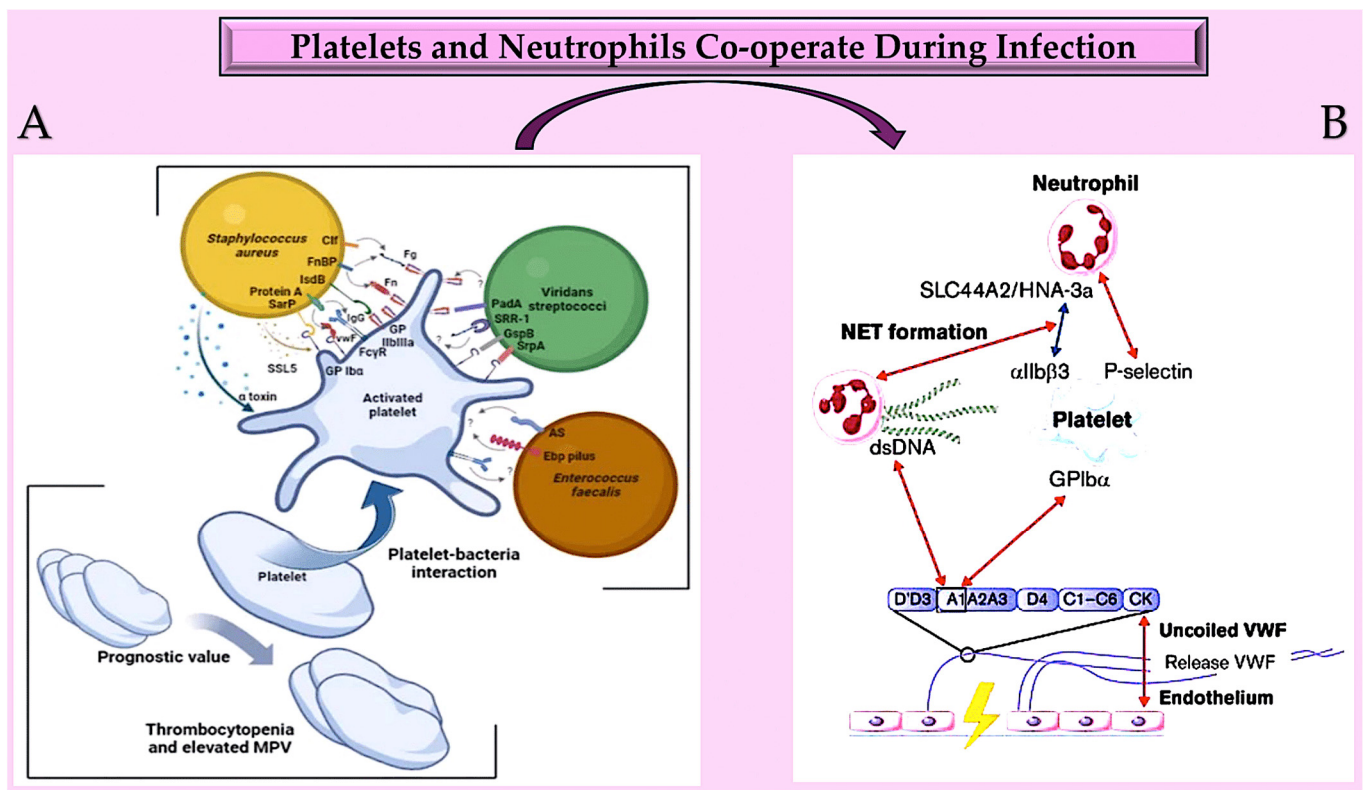 Platelets and Neutrophils Co-operate During Infection
A
B
Staphylococcus
aureus
Clf
FnBP
IsdB
Protein A
SarP
Fg
Fn
IgG
vwF
FcγR
GP
IIbIIIa
SSL5
GP Ibα
α toxin
Activated
platelet
?
Viridans
streptococci
PadA
SRR-1
GspB
SrpA
?
?
AS
Ebp pilus
?
Enterococcus
faecalis
Platelet-bacteria
interaction
Platelet
Prognostic value
Thrombocytopenia
and elevated MPV
Neutrophil
SLC44A2/HNA-3a
NET formation
αIIbβ3
P-selectin
Platelet
dsDNA
GPIbα
D'D3
A1
A2A3
D4
C1–C6
CK
Uncoiled VWF
Release VWF
Endothelium